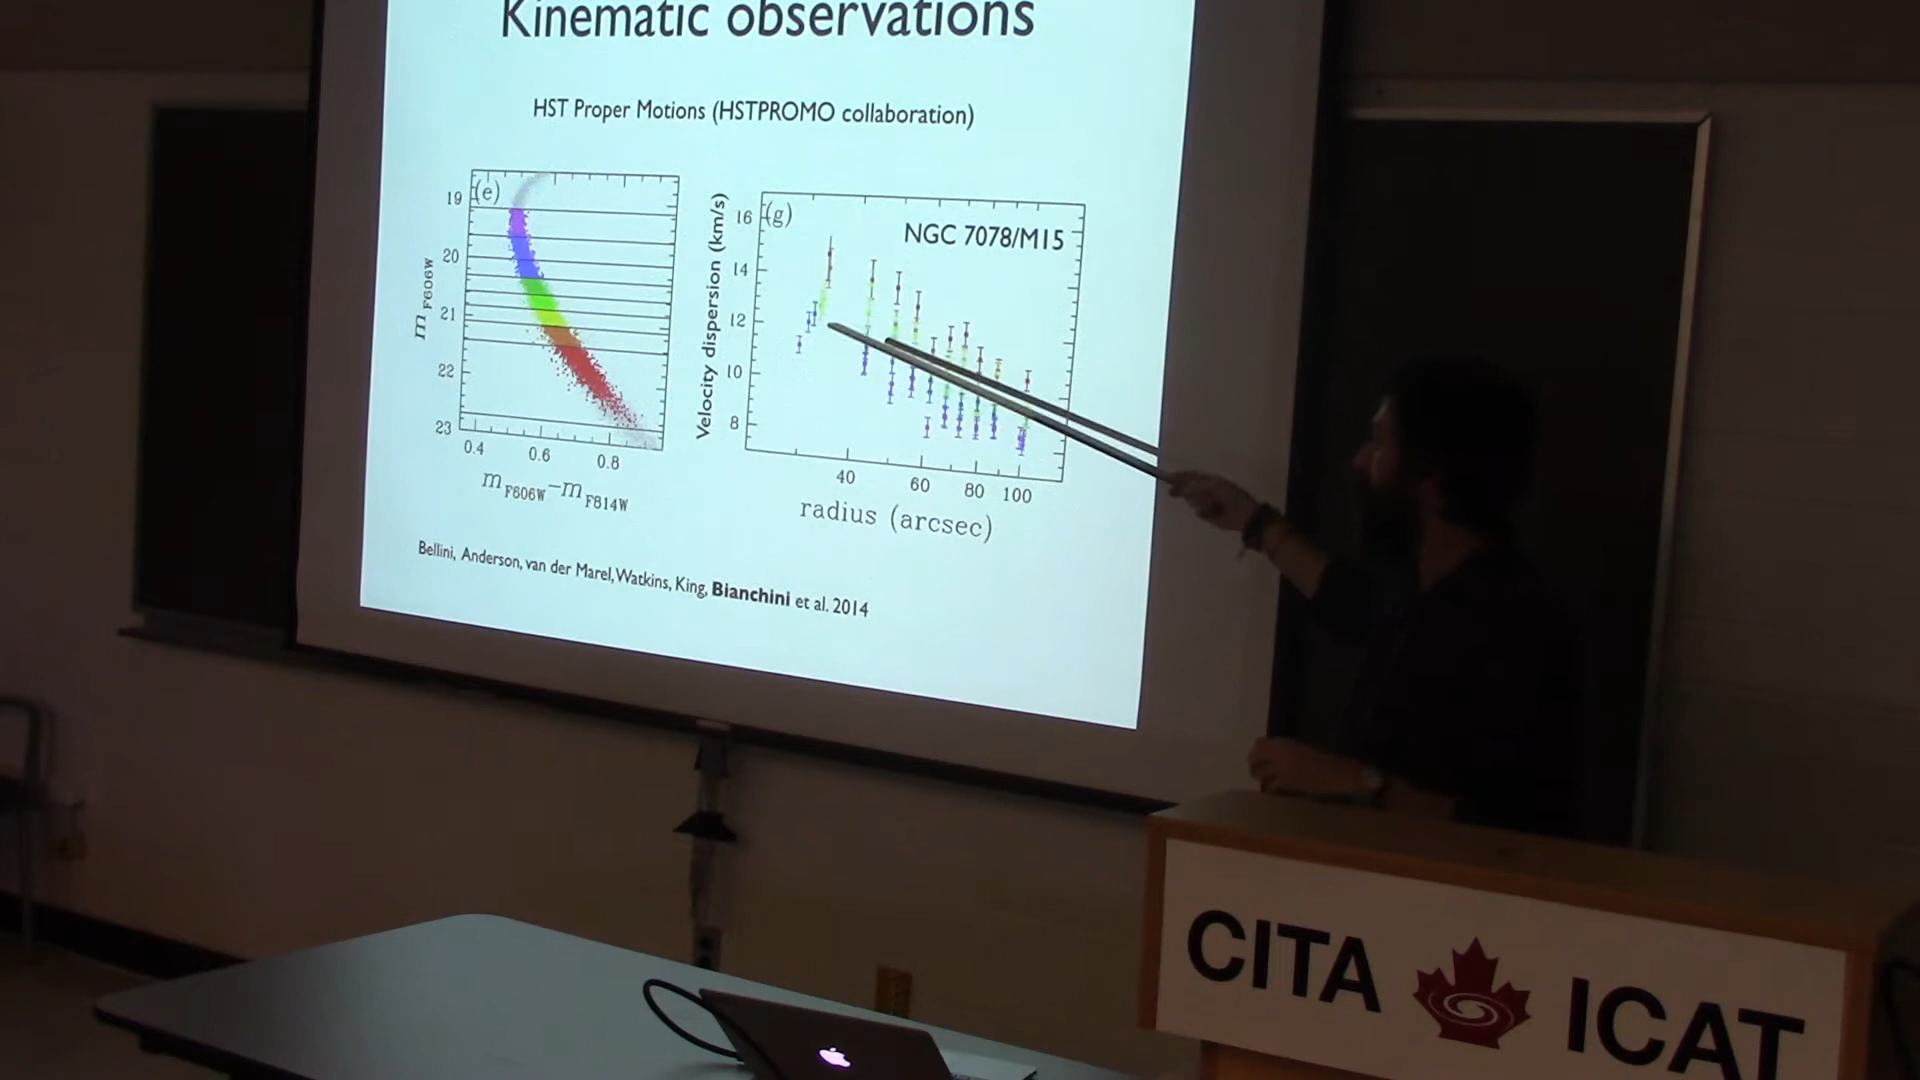 Kinematic observations
HST Proper Motions (HSTPROMO collaboration)
(e)
19
20
21
22
23
m F606W
0.4 0.6 0.8
m F606W−m F814W
(g)
NGC 7078/M15
16
14
12
10
8
Velocity dispersion (km/s)
40 60 80 100
radius (arcsec)
Bellini, Anderson, van der Marel, Watkins, King, Bianchini et al. 2014
CITA ICAT